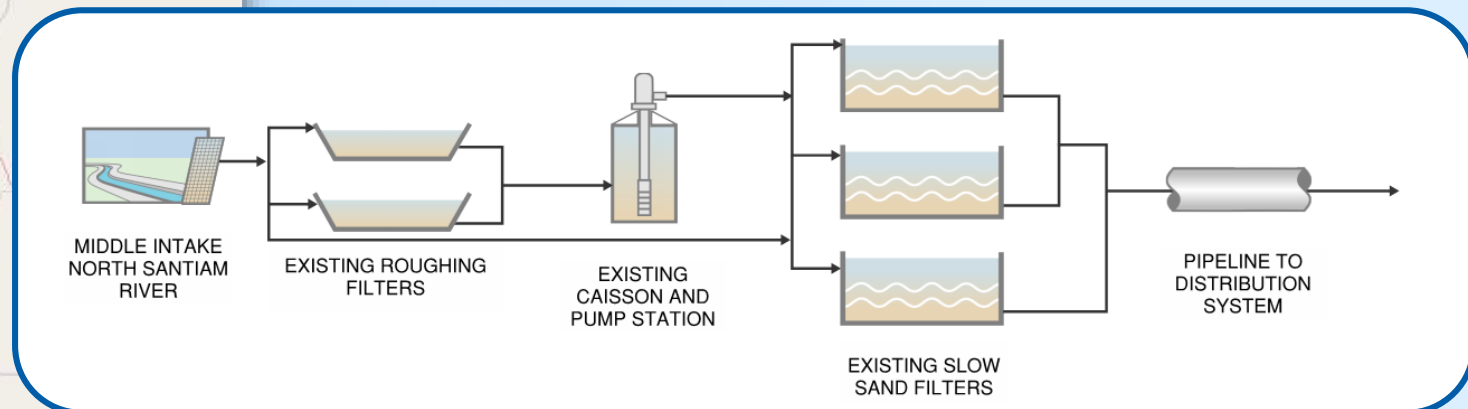 MIDDLE INTAKE
NORTH SANTIAM
RIVER
EXISTING ROUGHING
FILTERS
EXISTING
CAISSON AND
PUMP STATION
EXISTING SLOW
SAND FILTERS
PIPELINE TO
DISTRIBUTION
SYSTEM